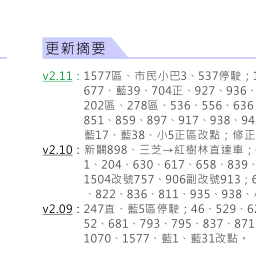 更新摘要
v2.11：1577區、市民小巴3、537停駛；1
677、藍39、704正、927、936、
202區、278區、536、556、636
851、859、897、917、938、94
藍17、藍38、小5正區改點；修正
v2.10：新闢898、三芝→紅樹林直達車；
1、204、630、617、658、839、
1504改號757、906副改號913；6
、822、836、811、935、938、
v2.09：247直、藍5區停駛；46、529、62
52、681、793、795、837、871
1070、1577、藍1、藍31改點。